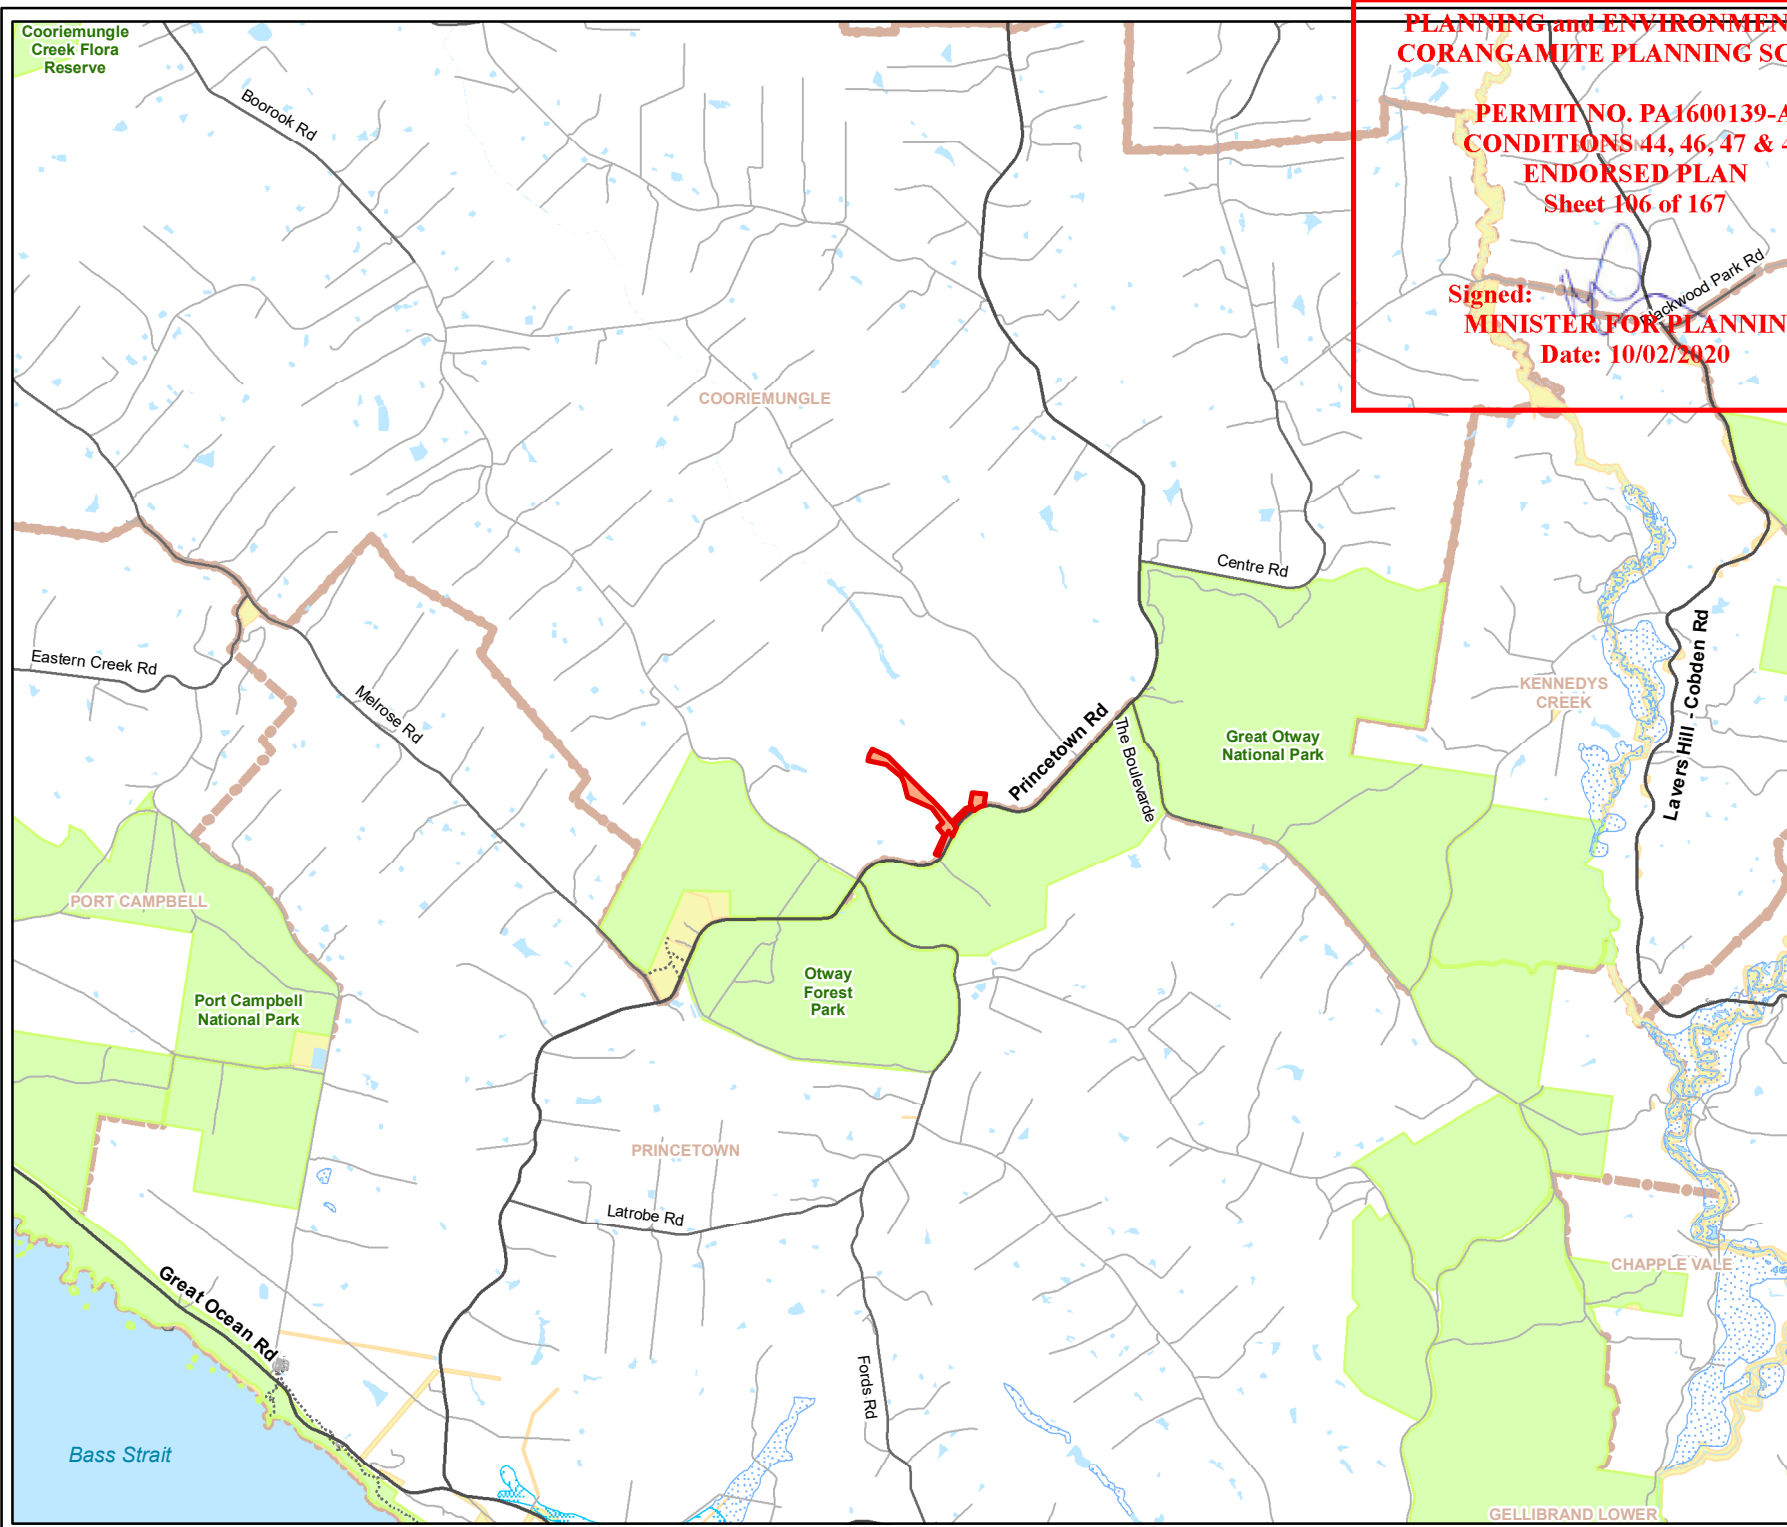 Cooriemungle
Creek Flora
Reserve
PLANNING and ENVIRONMEN
CORANGAMITE PLANNING SC
PERMIT NO. PA1600139-A
CONDITIONS 44, 46, 47 & 4
SIMPSON
ENDORSED PLAN
Sheet 106 of 167
Signed:
MINISTER FOR PLANNIN
Date: 10/02/2020
Blackwood Park Rd
Boorook Rd
COORIEMUNGLE
Centre Rd
Eastern Creek Rd
Melrose Rd
Princetown Rd
The Boulevarde
Great Otway
National Park
KENNEDYS
CREEK
Lavers Hill - Cobden Rd
PORT CAMPBELL
Port Campbell
National Park
Otway
Forest
Park
PRINCETOWN
Latrobe Rd
CHAPPLE VALE
Great Ocean Rd
Fords Rd
Bass Strait
GELLIBRAND LOWER